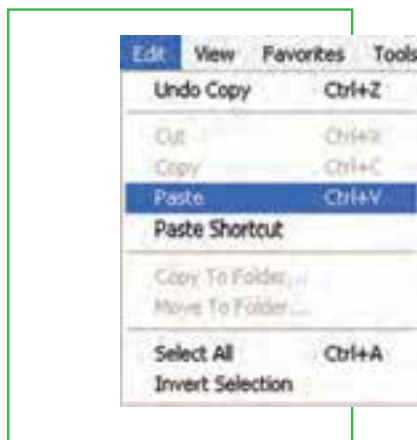 Edit View Favorites Tools
Undo Copy Ctrl+Z
Cut Ctrl+X
Copy Ctrl+C
Paste Ctrl+V
Paste Shortcut
Copy To Folder...
Move To Folder...
Select All Ctrl+A
Invert Selection